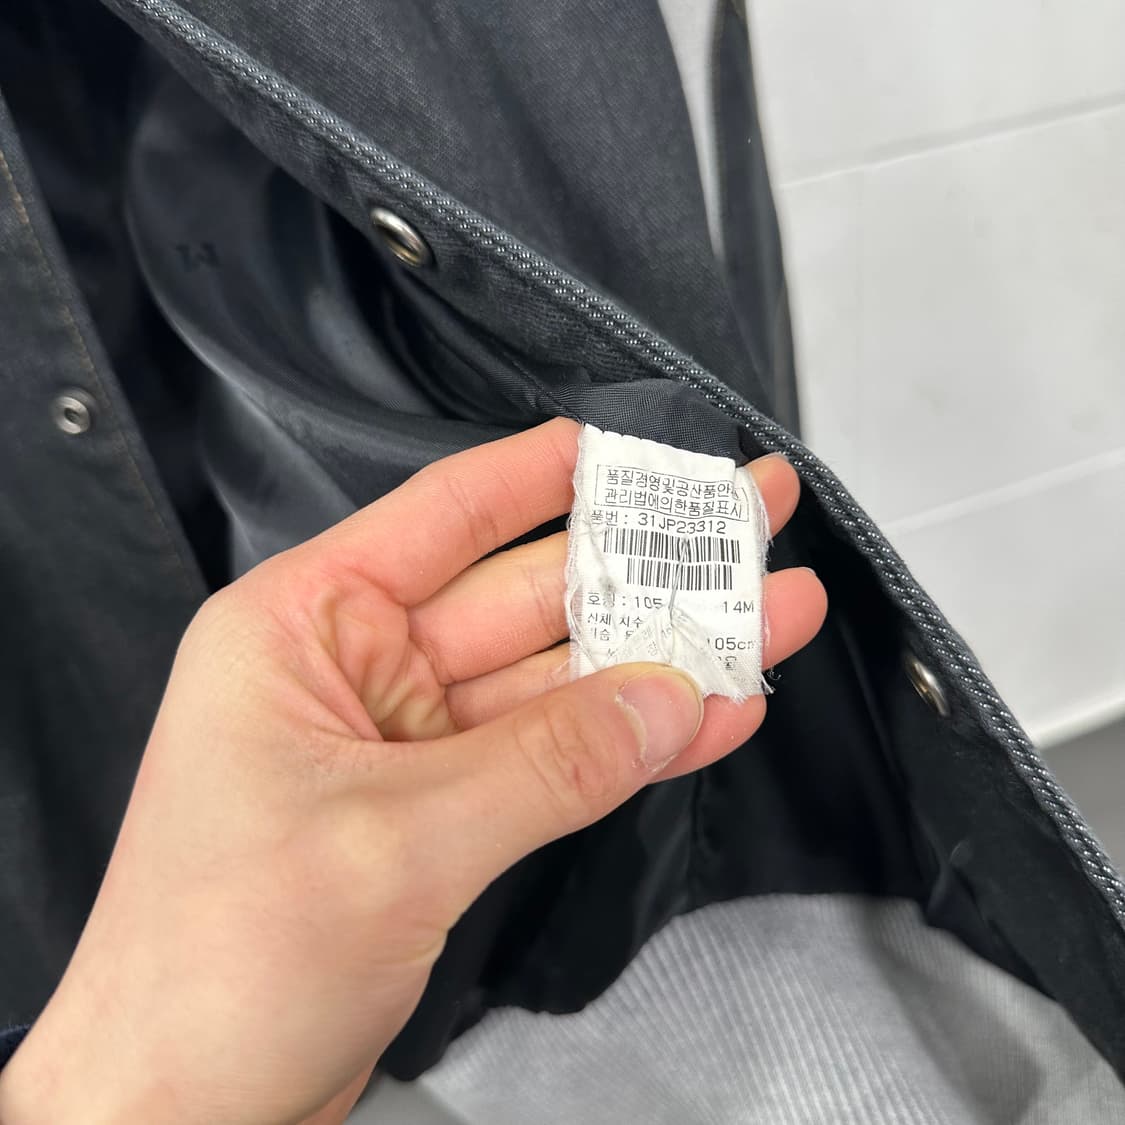 품질경영및공산품안전
관리법에의한품질표시
품번 : 31JP23312
호칭 : 105 14M
신체 치수
105cm